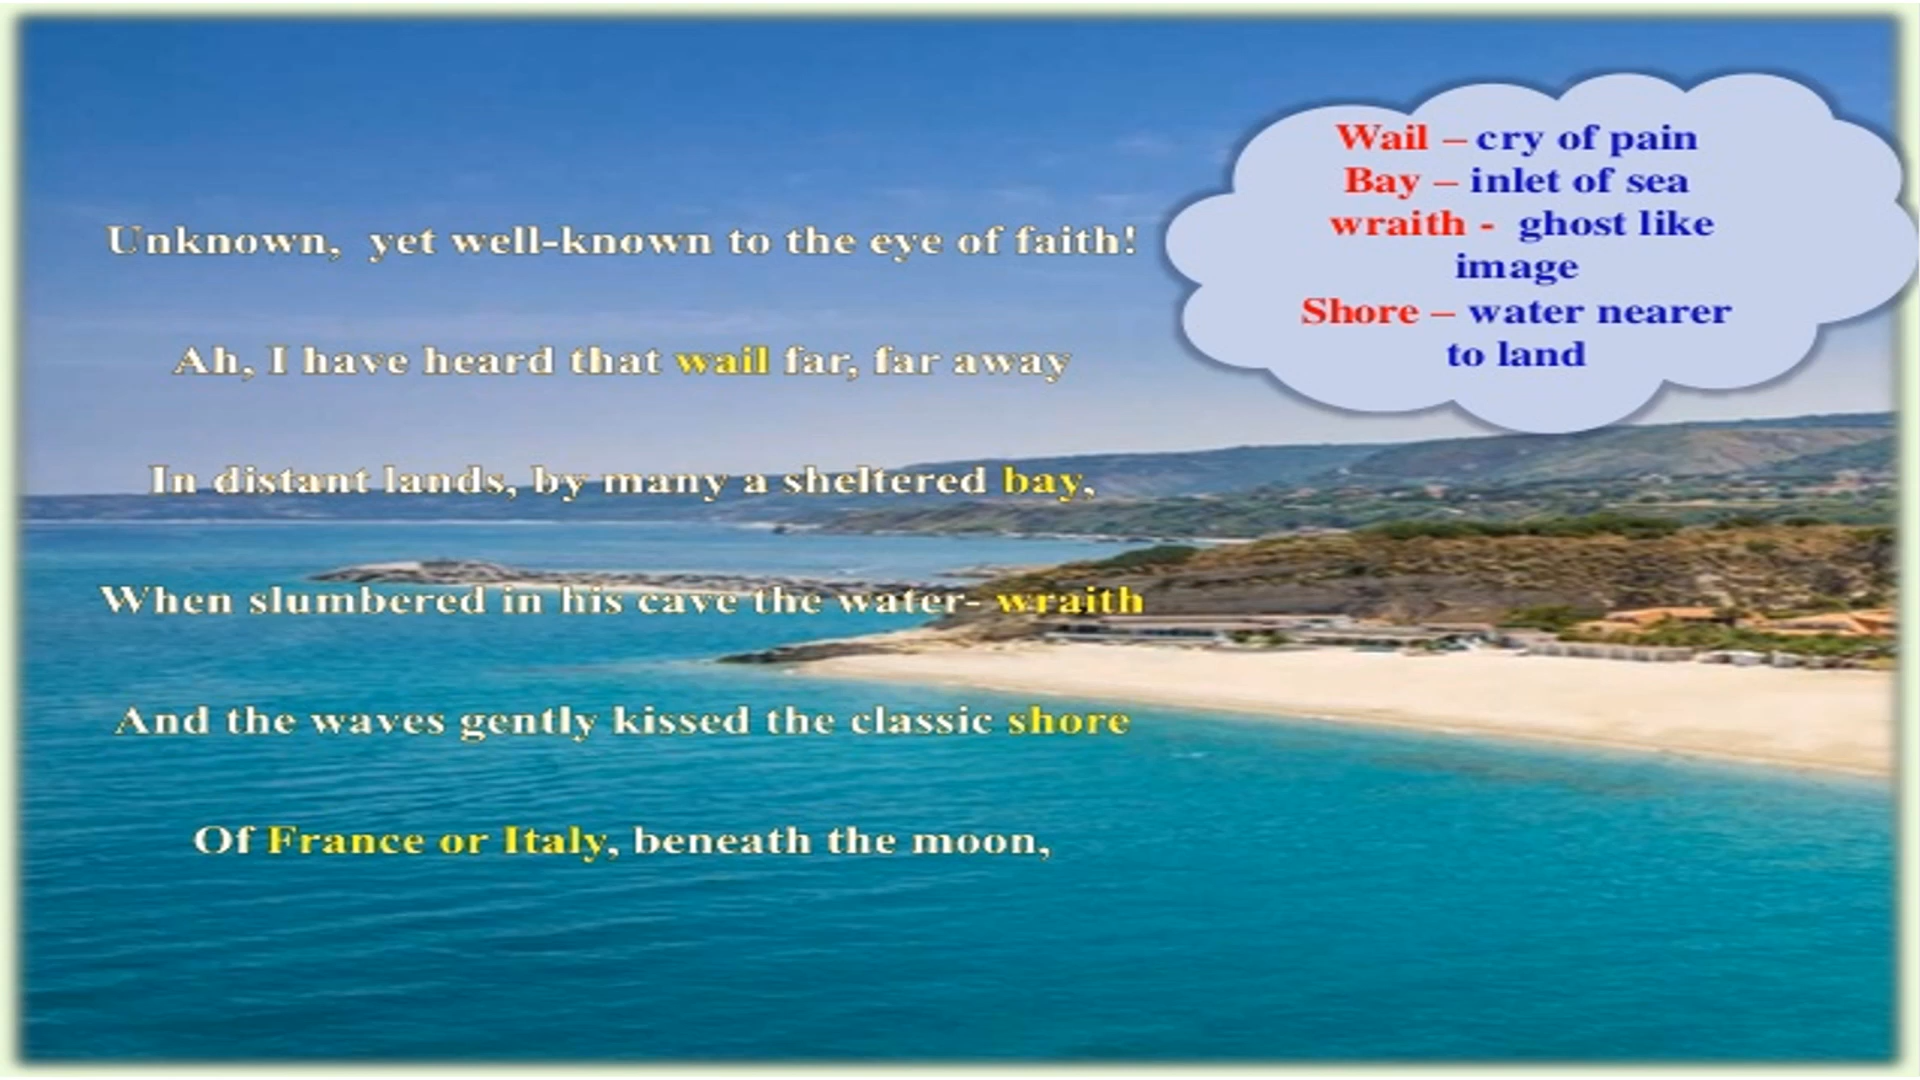 Unknown, yet well-known to the eye of faith!
Ah, I have heard that wail far, far away
In distant lands, by many a sheltered bay,
When slumbered in his cave the water- wraith
And the waves gently kissed the classic shore
Of France or Italy, beneath the moon,
Wail – cry of pain
Bay – inlet of sea
wraith - ghost like
image
Shore – water nearer
to land